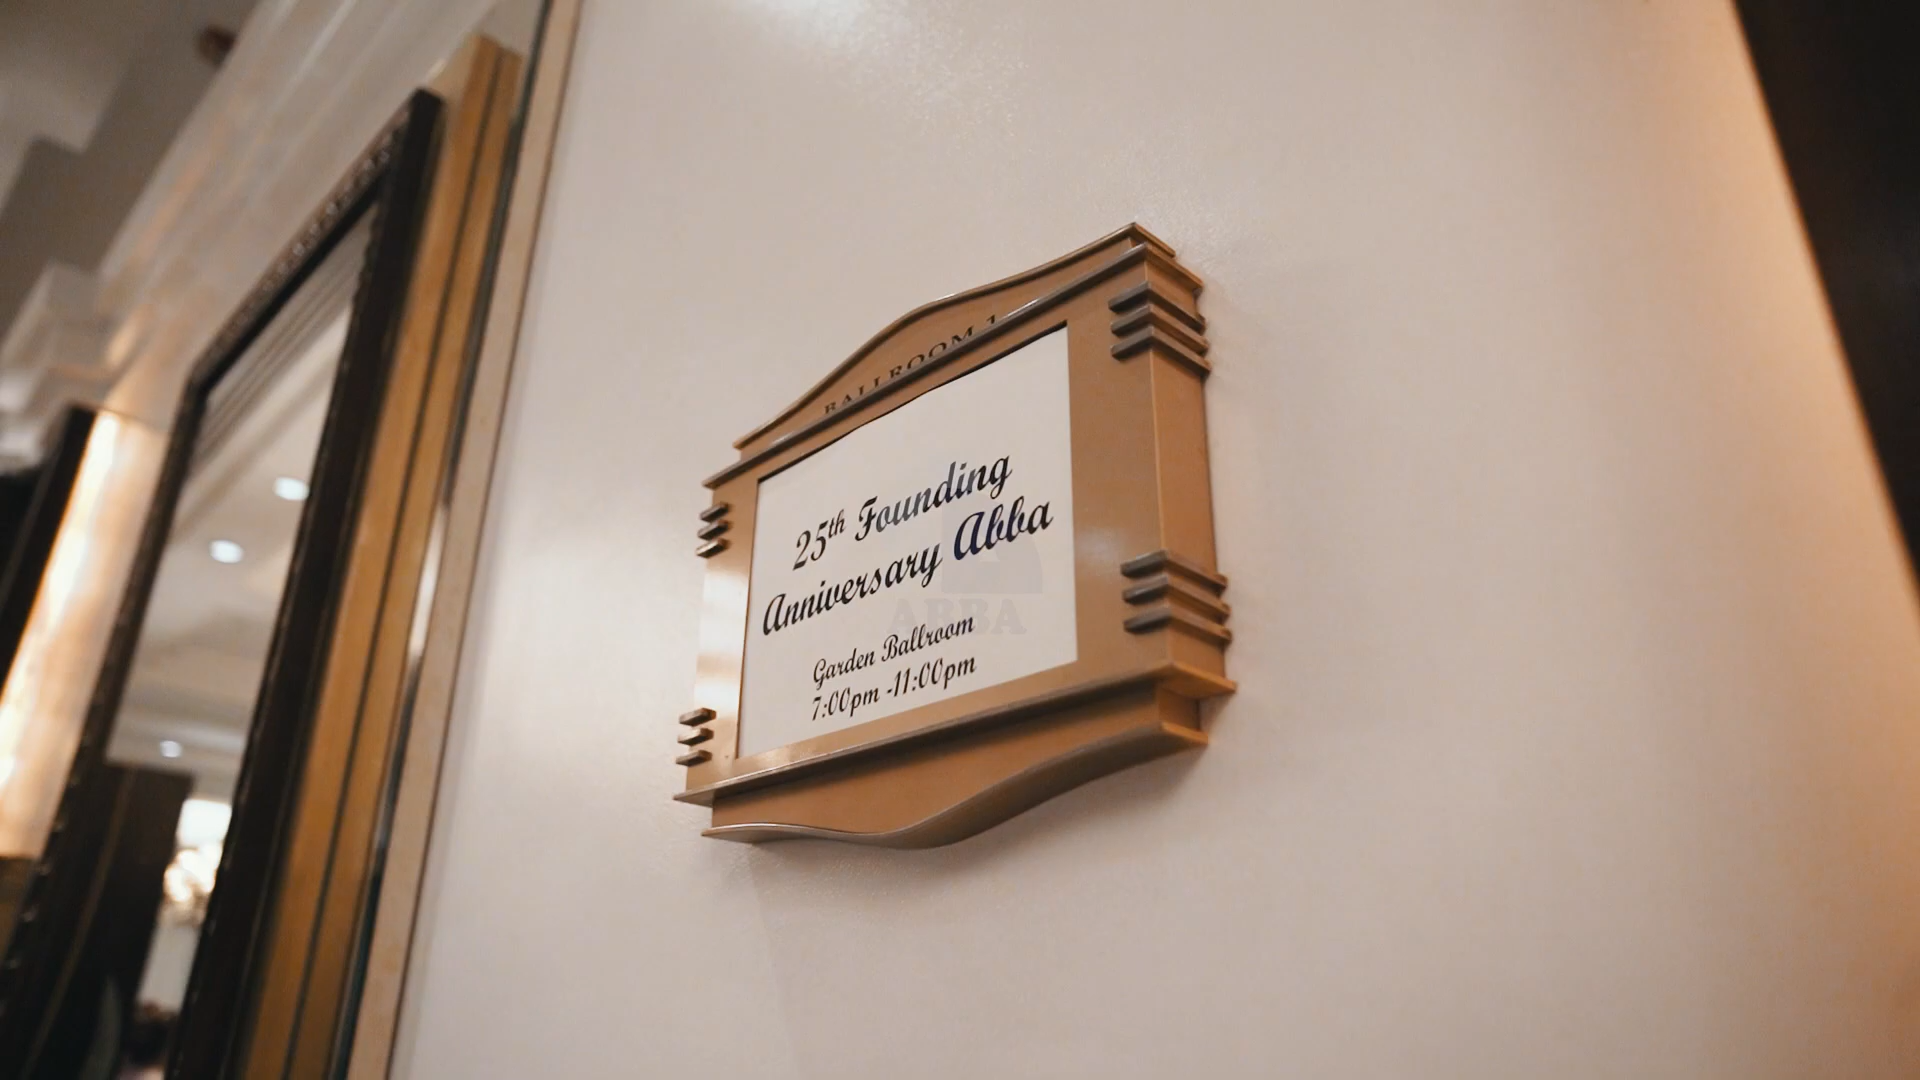 BALLROOM 1
25th Founding
Anniversary Abba
ABBA
Garden Ballroom
7:00pm -11:00pm